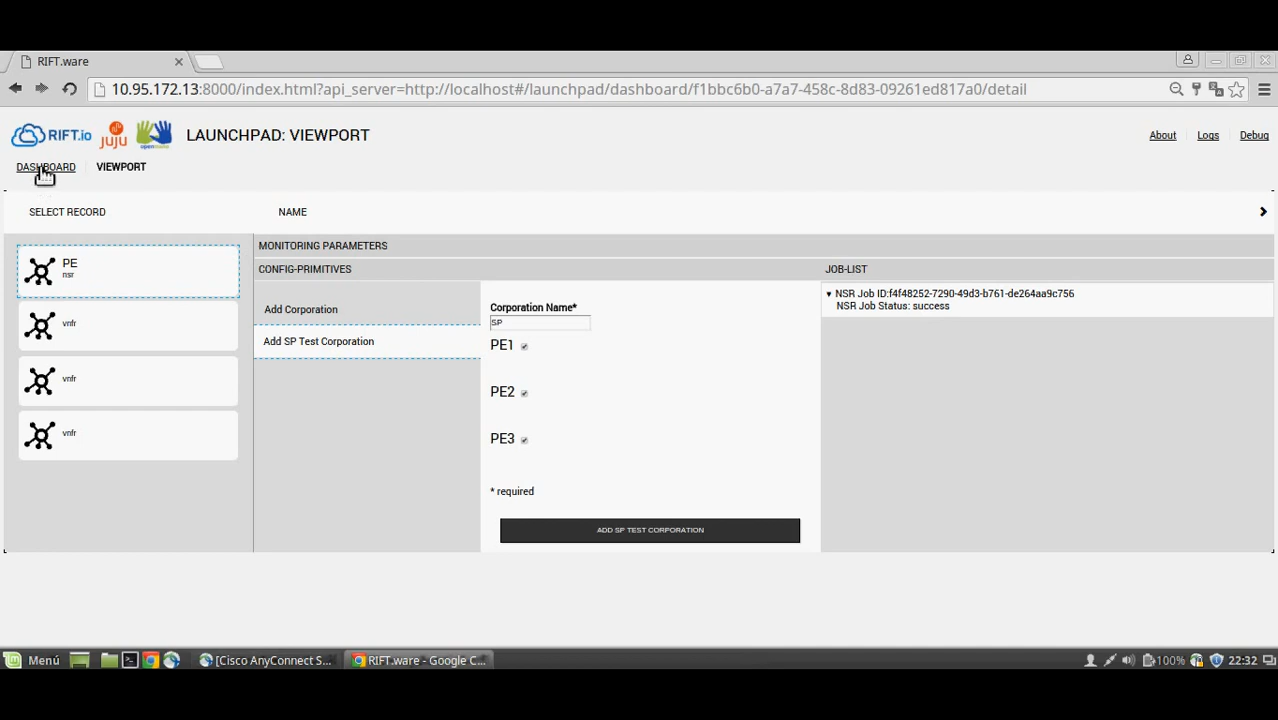 RIFT.ware
10.95.172.13:8000/index.html?api_server=http://localhost#/launchpad/dashboard/f1bbc6b0-a7a7-458c-8d83-09261ed817a0/detail
RIFT.io juju openmano LAUNCHPAD: VIEWPORT About Logs Debug
DASHBOARD VIEWPORT
SELECT RECORD NAME
MONITORING PARAMETERS
CONFIG-PRIMITIVES JOB-LIST
PE
nsr
vnfr
vnfr
vnfr
Add Corporation
Add SP Test Corporation
Corporation Name*
SP
PE1
PE2
PE3
* required
ADD SP TEST CORPORATION
NSR Job ID:f4f48252-7290-49d3-b761-de264aa9c756
NSR Job Status: success
Menú [Cisco AnyConnect S... RIFT.ware - Google C... 100% 22:32